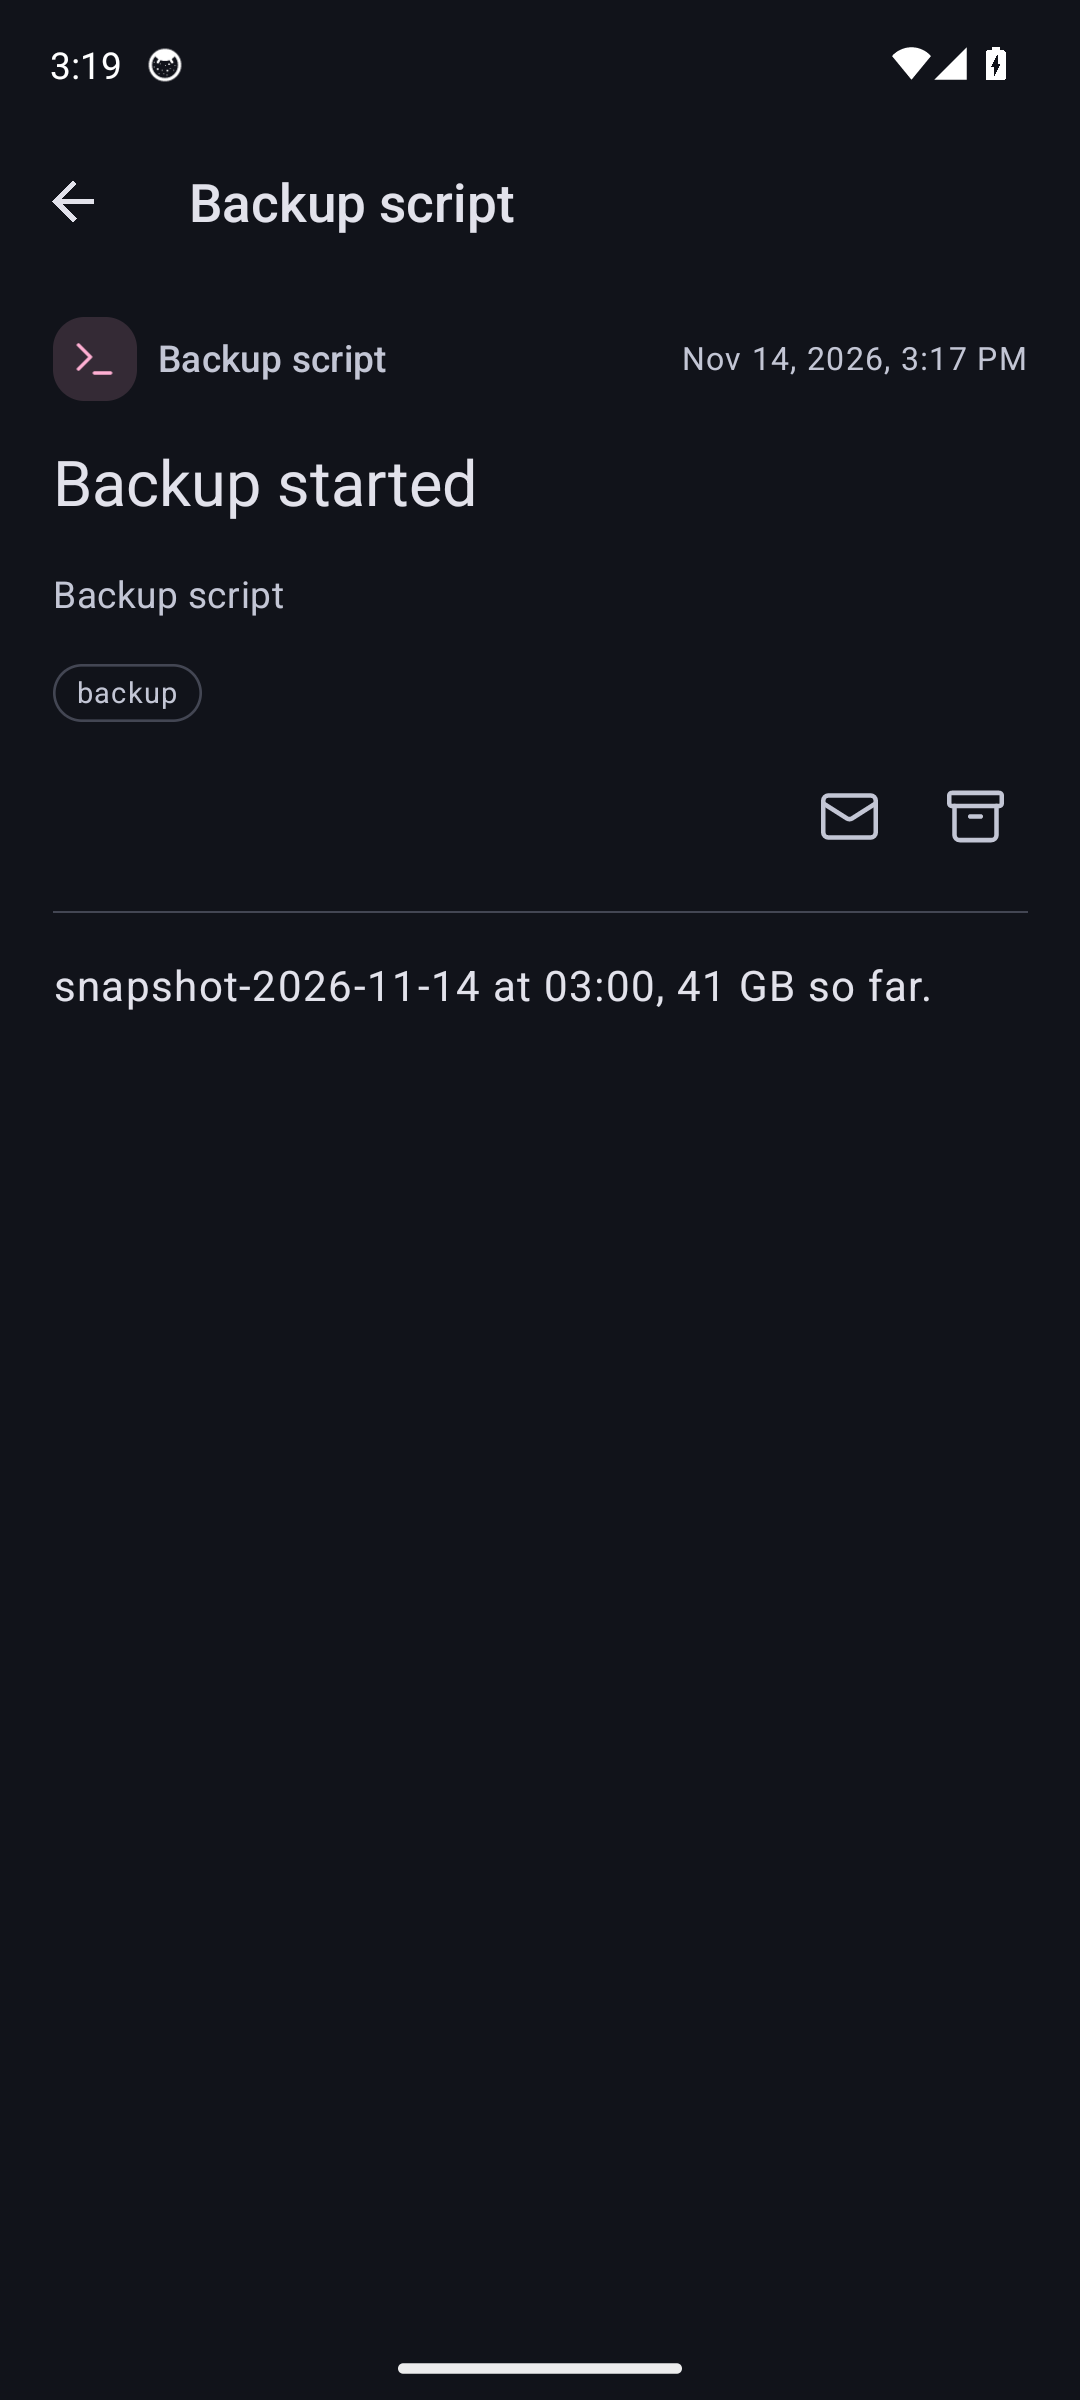 3:19
Backup script
Backup script
Nov 14, 2026, 3:17 PM
Backup started
Backup script
backup
snapshot-2026-11-14 at 03:00, 41 GB so far.